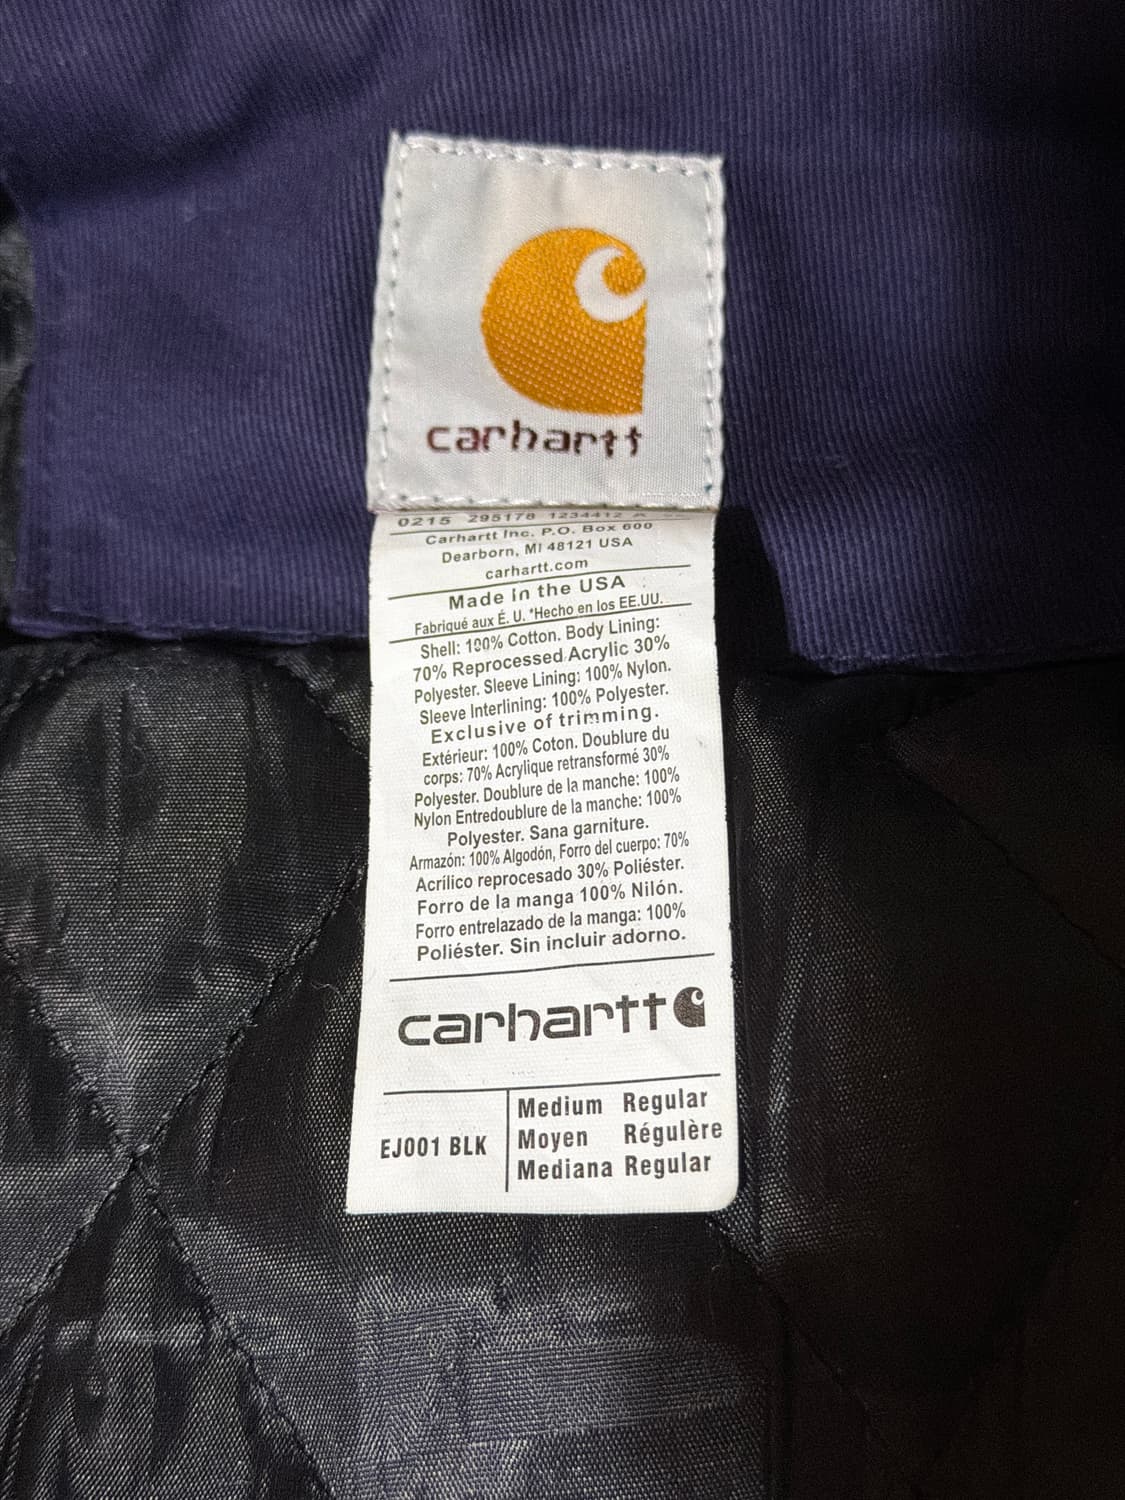 carhartt
0215 295178 1234412
Carhartt Inc. P.O. Box 600
Dearborn, MI 48121 USA
carhartt.com
Made in the USA
Fabriqué aux É. U. *Hecho en los EE.UU.
Shell: 100% Cotton. Body Lining:
70% Reprocessed Acrylic 30%
Polyester. Sleeve Lining: 100% Nylon.
Sleeve Interlining: 100% Polyester.
Exclusive of trimming.
Extérieur: 100% Coton. Doublure du
corps: 70% Acrylique retransformé 30%
Polyester. Doublure de la manche: 100%
Nylon Entredoublure de la manche: 100%
Polyester. Sana garniture.
Armazón: 100% Algodón, Forro del cuerpo: 70%
Acrílico reprocesado 30% Poliéster.
Forro de la manga 100% Nilón.
Forro entrelazado de la manga: 100%
Poliéster. Sin incluir adorno.
carhartt
EJ001 BLK
Medium Regular
Moyen Régulère
Mediana Regular